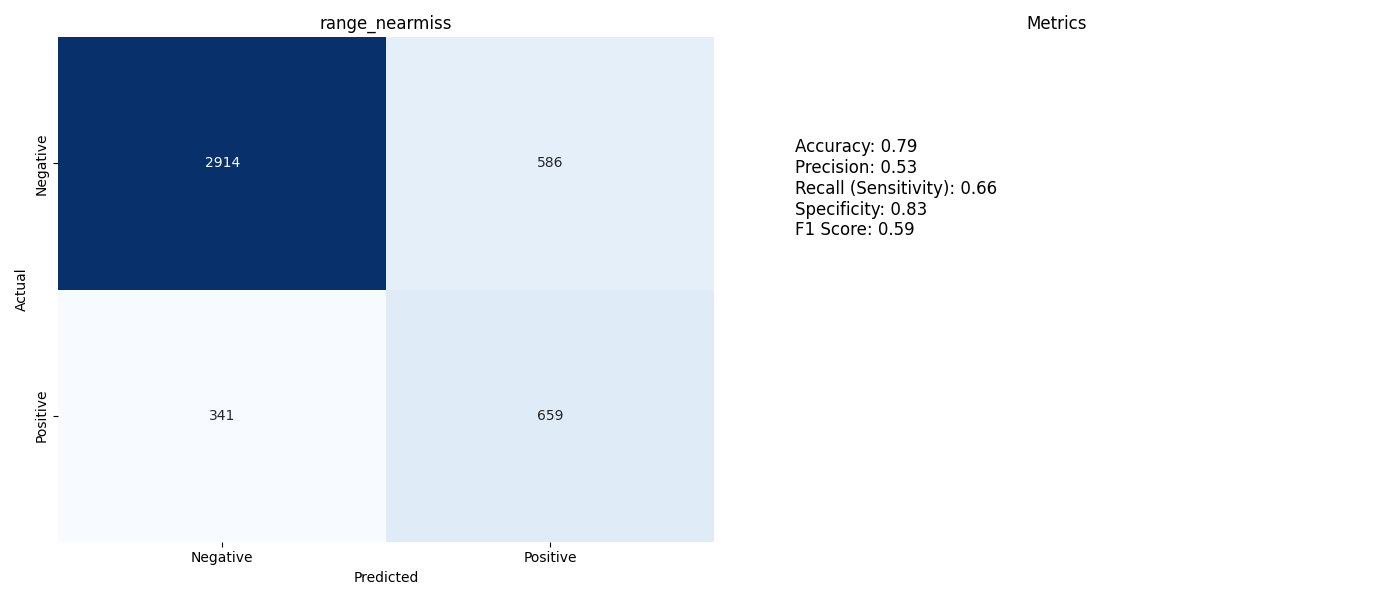 range_nearmiss
Actual
Negative
2914
586
Positive
341
659
Negative
Positive
Predicted
Metrics
Accuracy: 0.79
Precision: 0.53
Recall (Sensitivity): 0.66
Specificity: 0.83
F1 Score: 0.59